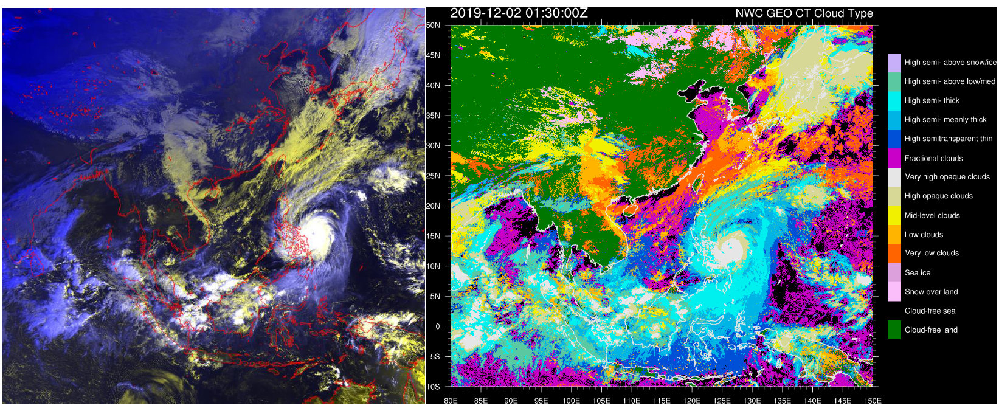 2019-12-02 01:30:00Z
NWC GEO CT Cloud Type
50N
45N
40N
35N
30N
25N
20N
15N
10N
5N
0
5S
10S
80E 85E 90E 95E 100E 105E 110E 115E 120E 125E 130E 135E 140E 145E 150E
High semi- above snow/ice
High semi- above low/med
High semi- thick
High semi- meanly thick
High semitransparent thin
Fractional clouds
Very high opaque clouds
High opaque clouds
Mid-level clouds
Low clouds
Very low clouds
Sea ice
Snow over land
Cloud-free sea
Cloud-free land